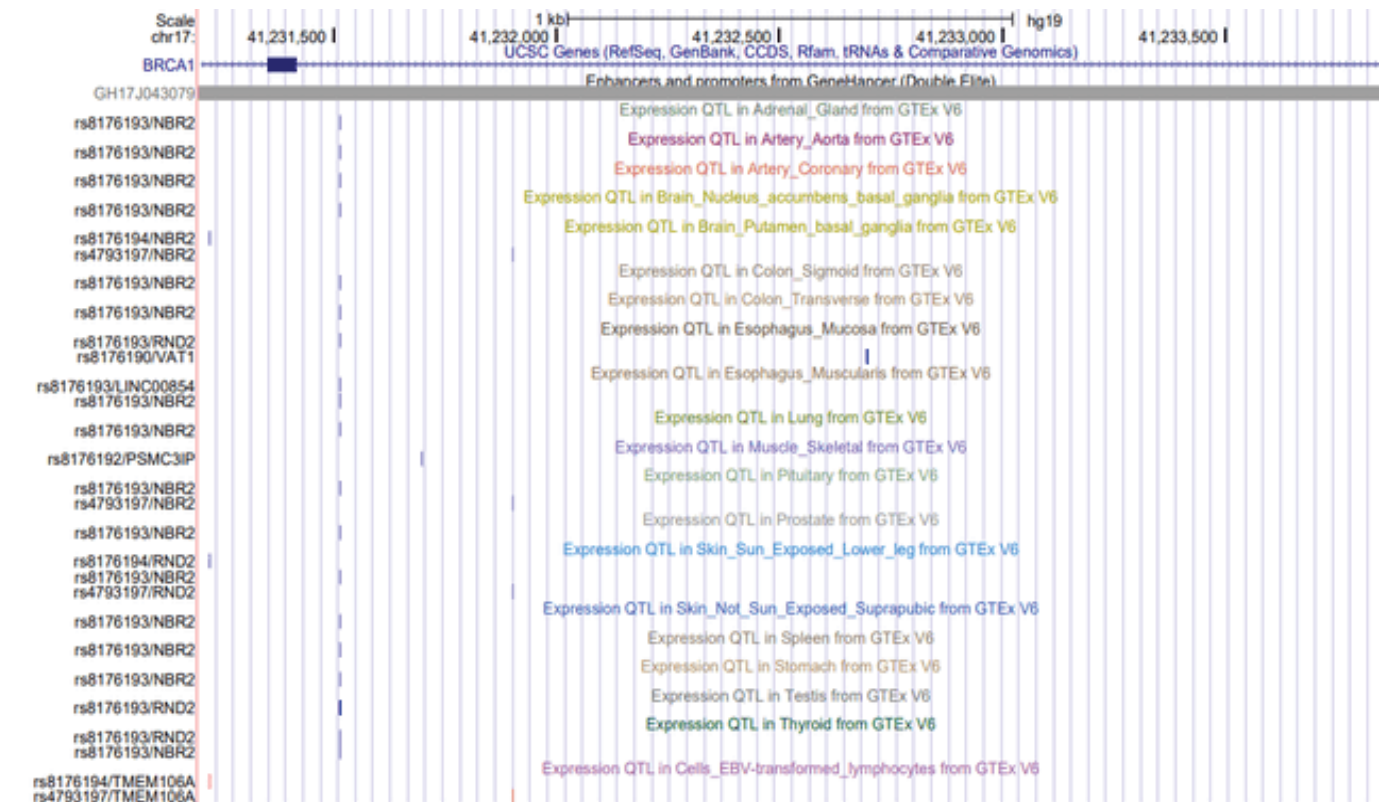 Scale 1 kb hg19
chr17: 41,231,500 41,232,000 41,232,500 41,233,000 41,233,500
UCSC Genes (RefSeq, GenBank, CCDS, Rfam, tRNAs & Comparative Genomics)
BRCA1
Enhancers and promoters from GeneHancer (Double Elite)
GH17J043079
Expression QTL in Adrenal_Gland from GTEx V6
rs8176193/NBR2
Expression QTL in Artery_Aorta from GTEx V6
rs8176193/NBR2
Expression QTL in Artery_Coronary from GTEx V6
rs8176193/NBR2
Expression QTL in Brain_Nucleus_accumbens_basal_ganglia from GTEx V6
rs8176193/NBR2
Expression QTL in Brain_Putamen_basal_ganglia from GTEx V6
rs8176194/NBR2
rs4793197/NBR2
Expression QTL in Colon_Sigmoid from GTEx V6
rs8176193/NBR2
Expression QTL in Colon_Transverse from GTEx V6
rs8176193/NBR2
Expression QTL in Esophagus_Mucosa from GTEx V6
rs8176193/RND2
rs8176190/VAT1
Expression QTL in Esophagus_Muscularis from GTEx V6
rs8176193/LINC00854
rs8176193/NBR2
Expression QTL in Lung from GTEx V6
rs8176193/NBR2
Expression QTL in Muscle_Skeletal from GTEx V6
rs8176192/PSMC3IP
Expression QTL in Pituitary from GTEx V6
rs8176193/NBR2
rs4793197/NBR2
Expression QTL in Prostate from GTEx V6
rs8176193/NBR2
Expression QTL in Skin_Sun_Exposed_Lower_leg from GTEx V6
rs8176194/RND2
rs8176193/NBR2
rs4793197/RND2
Expression QTL in Skin_Not_Sun_Exposed_Suprapubic from GTEx V6
rs8176193/NBR2
Expression QTL in Spleen from GTEx V6
rs8176193/NBR2
Expression QTL in Stomach from GTEx V6
rs8176193/NBR2
Expression QTL in Testis from GTEx V6
rs8176193/RND2
Expression QTL in Thyroid from GTEx V6
rs8176193/RND2
rs8176193/NBR2
Expression QTL in Cells_EBV-transformed_lymphocytes from GTEx V6
rs8176194/TMEM106A
rs4793197/TMEM106A